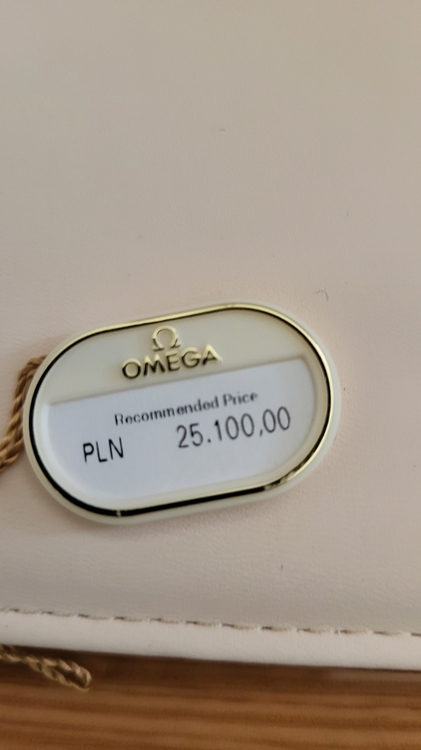 Ω
OMEGA
Recommended Price
PLN 25.100,00